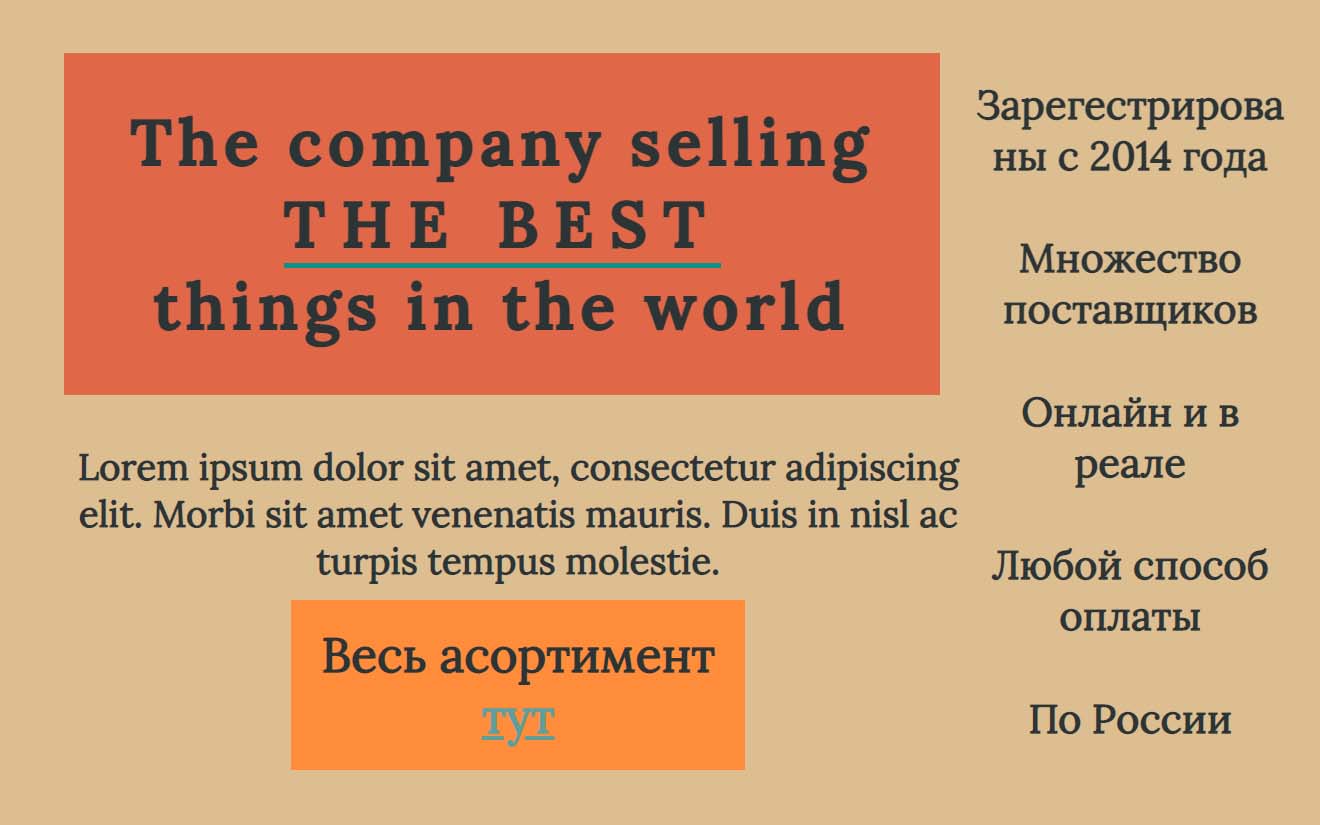 The company selling
THE BEST
things in the world
Lorem ipsum dolor sit amet, consectetur adipiscing
elit. Morbi sit amet venenatis mauris. Duis in nisl ac
turpis tempus molestie.
Весь асортимент
тут
Зарегестрирова
ны с 2014 года
Множество
поставщиков
Онлайн и в
реале
Любой способ
оплаты
По России